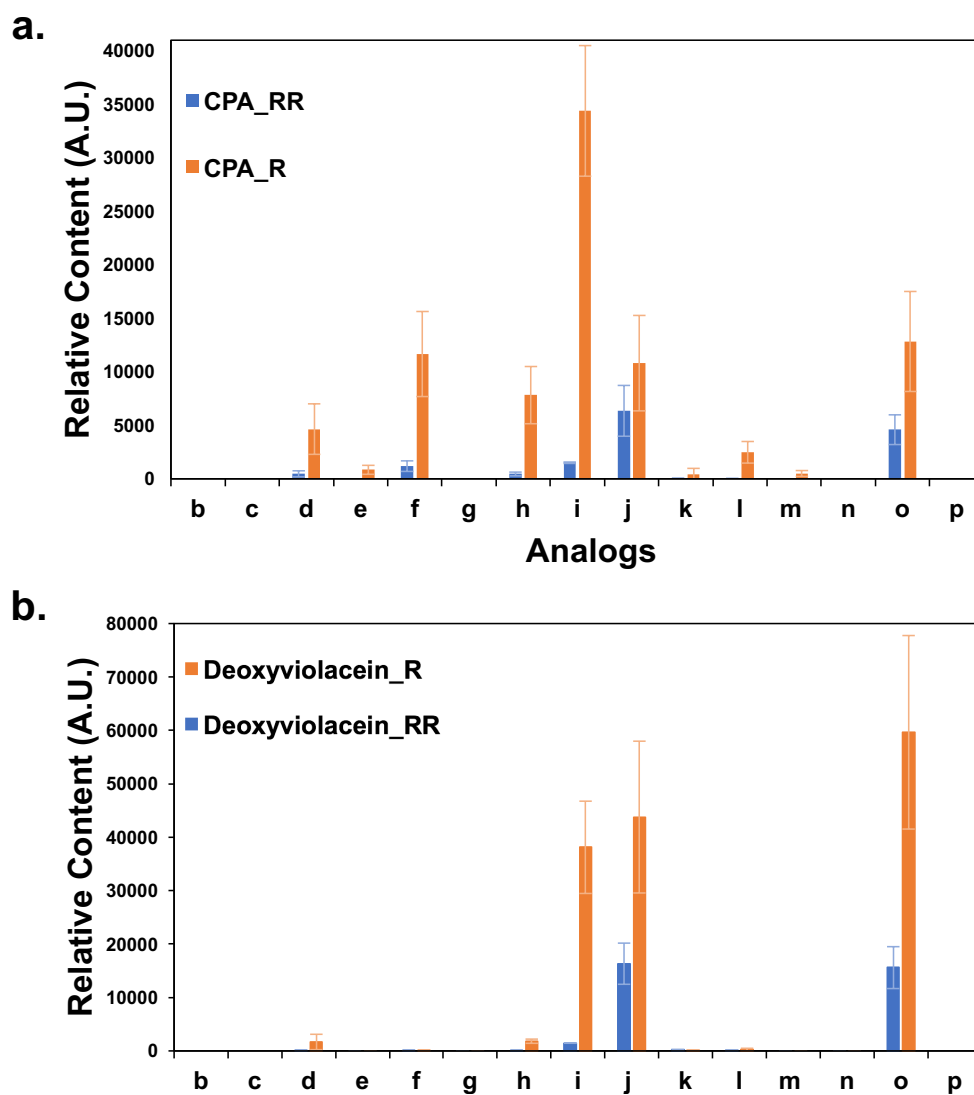 a.
Relative Content (A.U.)
40000
35000
30000
25000
20000
15000
10000
5000
0
CPA_RR
CPA_R
b c d e f g h i j k l m n o p
Analogs
b.
Relative Content (A.U.)
80000
70000
60000
50000
40000
30000
20000
10000
0
Deoxyviolacein_R
Deoxyviolacein_RR
b c d e f g h i j k l m n o p